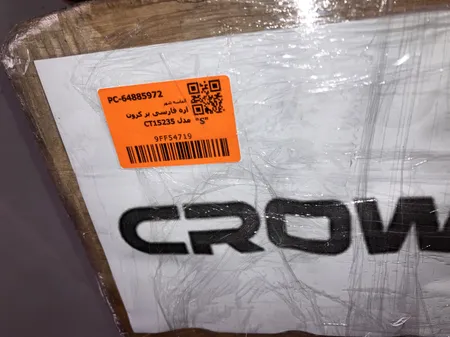 PC-64885972
اره فارسی بر کرون
مدل CT15235 "S"
9FF54719
CROW